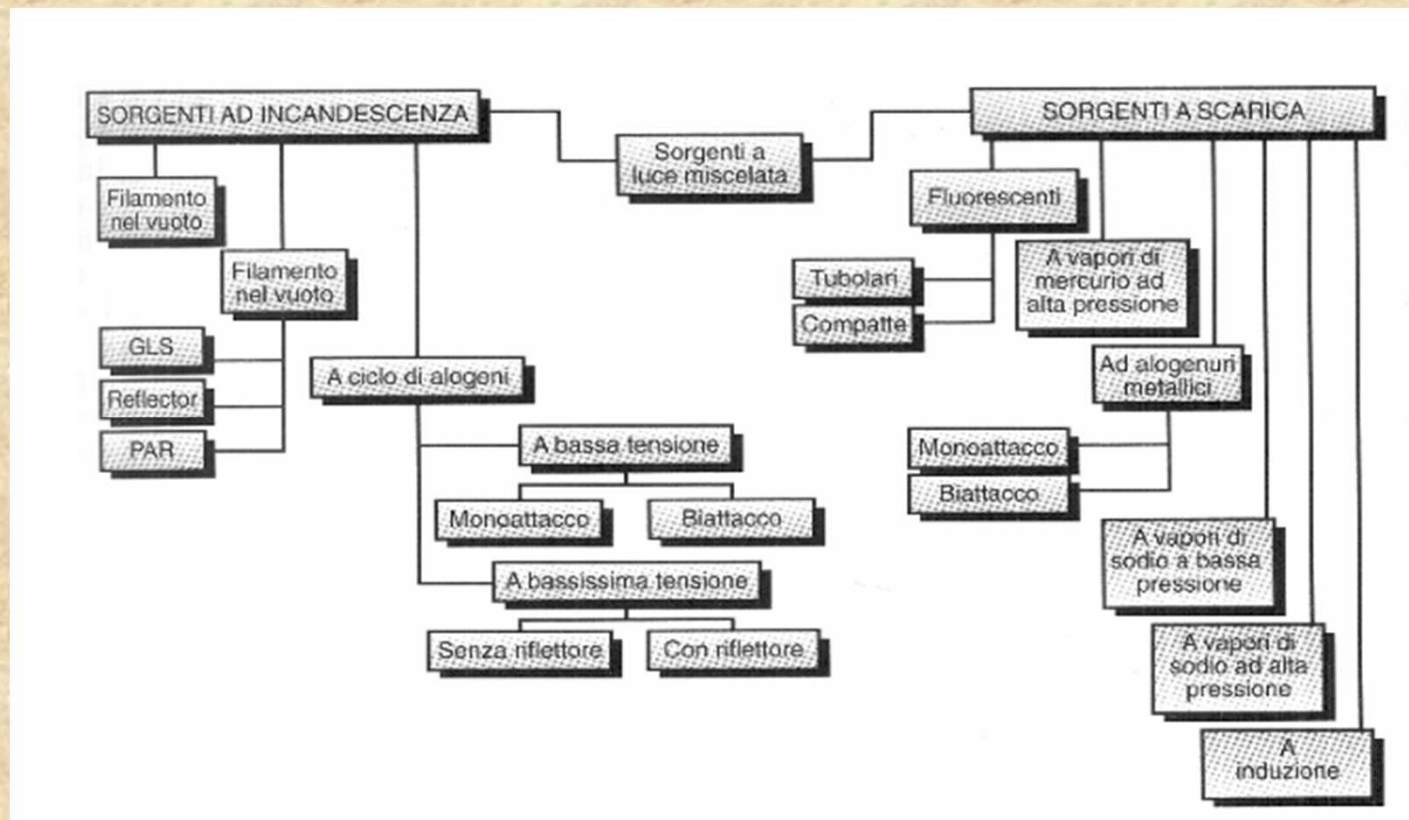 SORGENTI AD INCANDESCENZA
SORGENTI A SCARICA
Sorgenti a
luce miscelata
Filamento
nel vuoto
Filamento
nel vuoto
GLS
Reflector
PAR
A ciclo di alogeni
A bassa tensione
Monoattacco
Biattacco
A bassissima tensione
Senza riflettore
Con riflettore
Fluorescenti
Tubolari
Compatte
A vapori di
mercurio ad
alta pressione
Ad alogenuri
metallici
Monoattacco
Biattacco
A vapori di
sodio a bassa
pressione
A vapori di
sodio ad alta
pressione
A
induzione